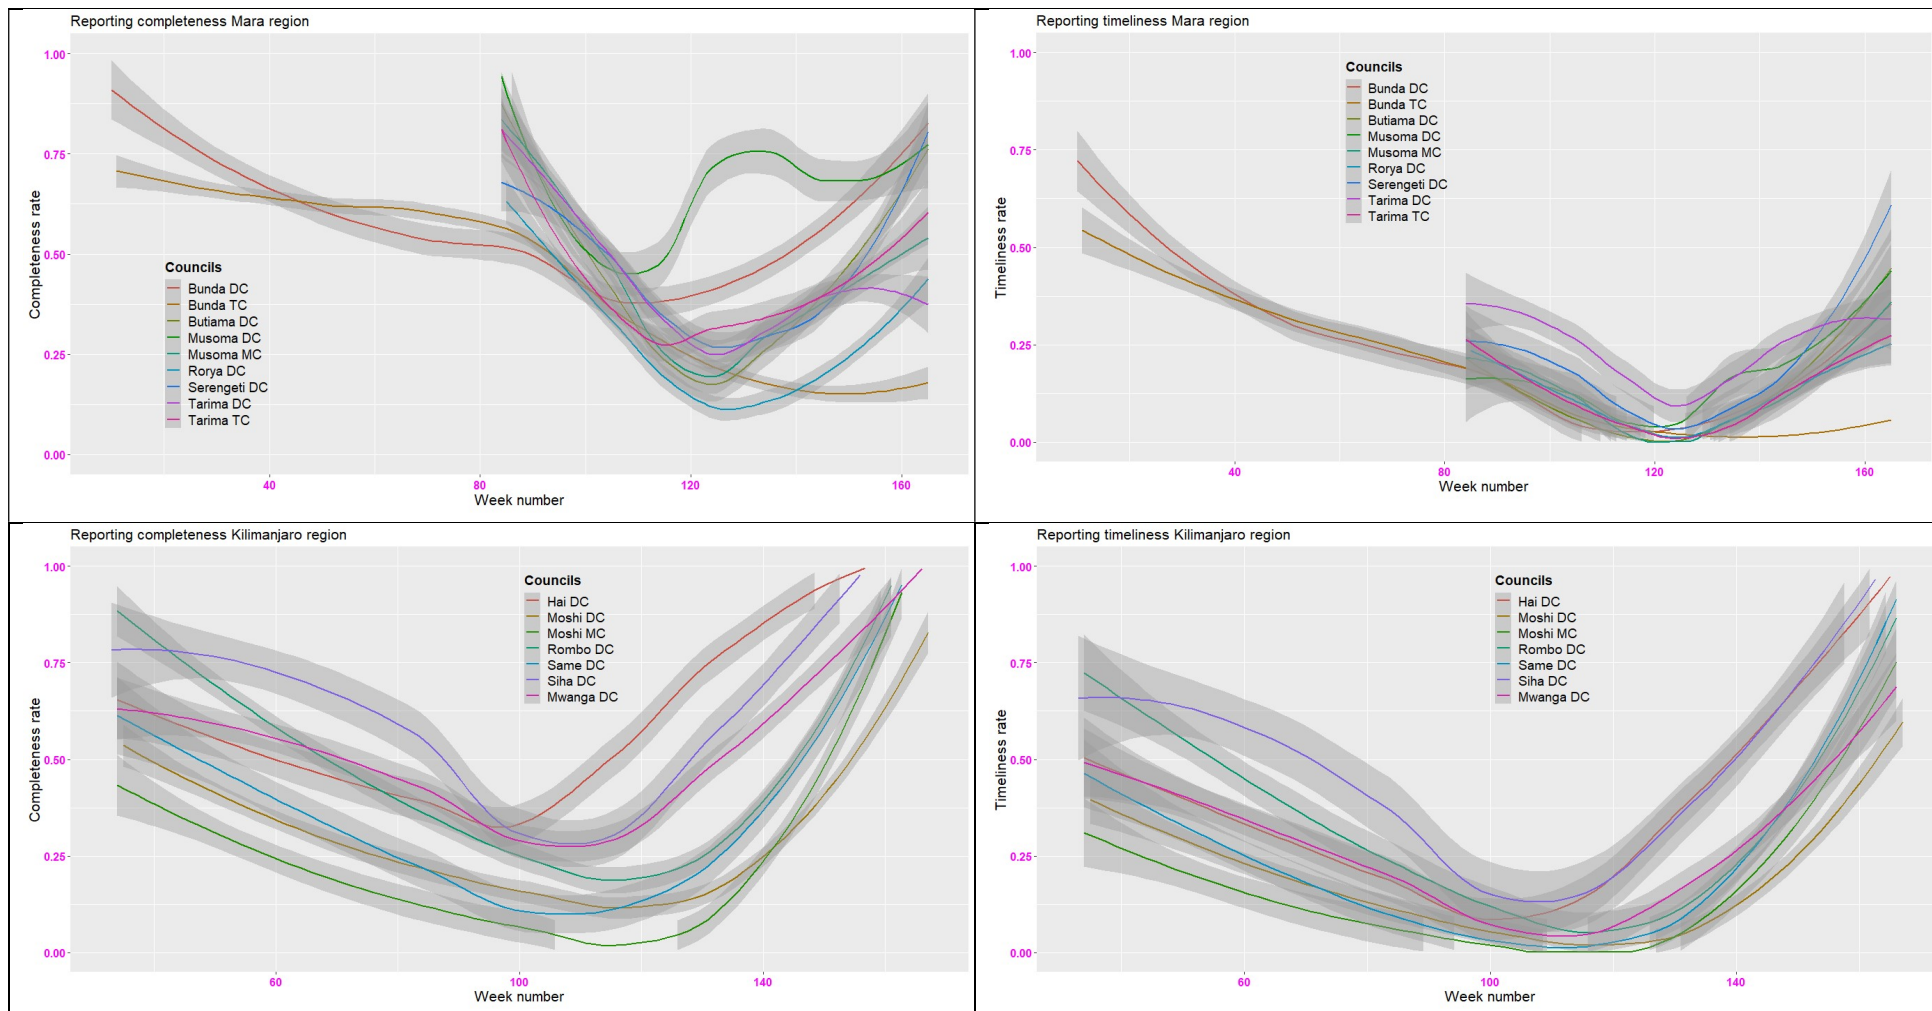 Reporting completeness Mara region
Completeness rate
1.00
0.75
0.50
0.25
0.00
Councils
Bunda DC
Bunda TC
Butiama DC
Musoma DC
Musoma MC
Rorya DC
Serengeti DC
Tarima DC
Tarima TC
40
80
120
160
Week number
Reporting timeliness Mara region
Timeliness rate
1.00
0.75
0.50
0.25
0.00
Councils
Bunda DC
Bunda TC
Butiama DC
Musoma DC
Musoma MC
Rorya DC
Serengeti DC
Tarima DC
Tarima TC
40
80
120
160
Week number
Reporting completeness Kilimanjaro region
Completeness rate
1.00
0.75
0.50
0.25
0.00
Councils
Hai DC
Moshi DC
Moshi MC
Rombo DC
Same DC
Siha DC
Mwanga DC
60
100
140
Week number
Reporting timeliness Kilimanjaro region
Timeliness rate
1.00
0.75
0.50
0.25
0.00
Councils
Hai DC
Moshi DC
Moshi MC
Rombo DC
Same DC
Siha DC
Mwanga DC
60
100
140
Week number